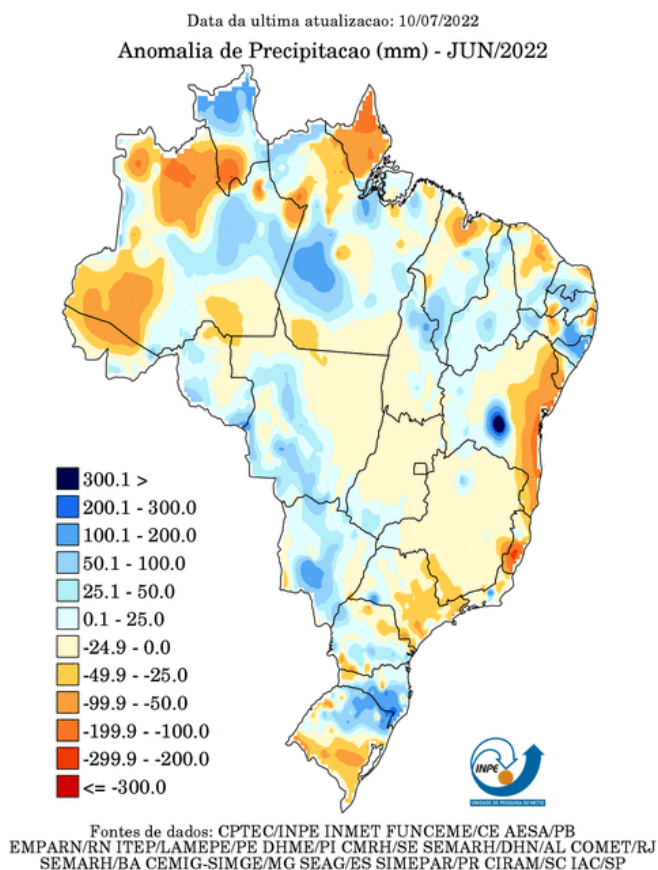 Data da ultima atualizacao: 10/07/2022
Anomalia de Precipitacao (mm) - JUN/2022
300.1 >
200.1 - 300.0
100.1 - 200.0
50.1 - 100.0
25.1 - 50.0
0.1 - 25.0
-24.9 - 0.0
-49.9 - -25.0
-99.9 - -50.0
-199.9 - -100.0
-299.9 - -200.0
<= -300.0
INPE
Fontes de dados: CPTEC/INPE INMET FUNCEME/CE AESA/PB
EMPARN/RN ITEP/LAMEPE/PE DHME/PI CMRH/SE SEMARH/DHN/AL COMET/RJ
SEMARH/BA CEMIG-SIMGE/MG SEAG/ES SIMEPAR/PR CIRAM/SC IAC/SP